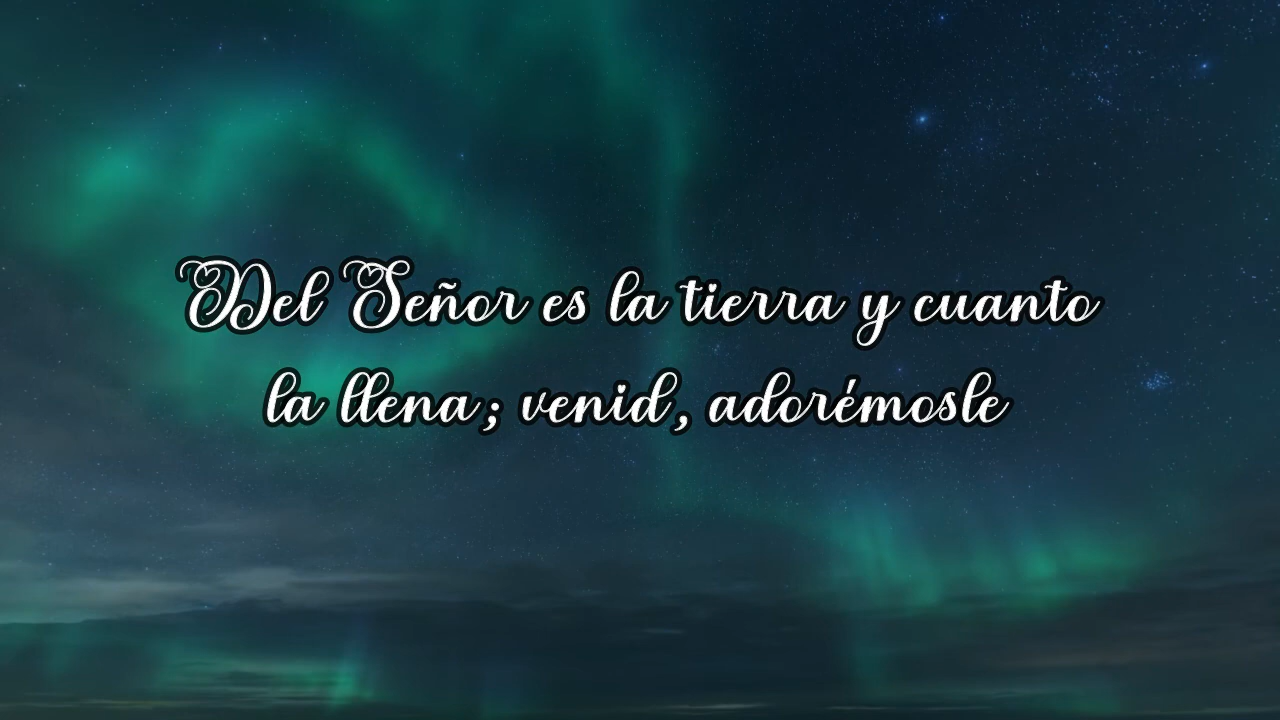 Del Señor es la tierra y cuanto
la llena; venid, adorémosle